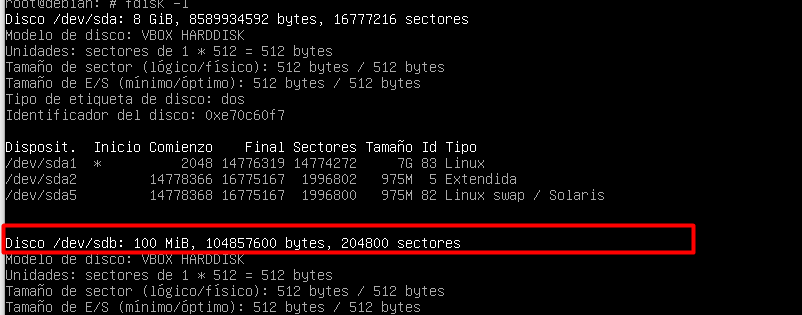 root@debian: # fdisk -l
Disco /dev/sda: 8 GiB, 8589934592 bytes, 16777216 sectores
Modelo de disco: VBOX HARDDISK
Unidades: sectores de 1 * 512 = 512 bytes
Tamaño de sector (lógico/físico): 512 bytes / 512 bytes
Tamaño de E/S (mínimo/óptimo): 512 bytes / 512 bytes
Tipo de etiqueta de disco: dos
Identificador del disco: 0xe70c60f7
Disposit. Inicio Comienzo Final Sectores Tamaño Id Tipo
/dev/sda1 * 2048 14776319 14774272 7G 83 Linux
/dev/sda2 14778366 16775167 1996802 975M 5 Extendida
/dev/sda5 14778368 16775167 1996800 975M 82 Linux swap / Solaris
Disco /dev/sdb: 100 MiB, 104857600 bytes, 204800 sectores
Modelo de disco: VBOX HARDDISK
Unidades: sectores de 1 * 512 = 512 bytes
Tamaño de sector (lógico/físico): 512 bytes / 512 bytes
Tamaño de E/S (mínimo/óptimo): 512 bytes / 512 bytes